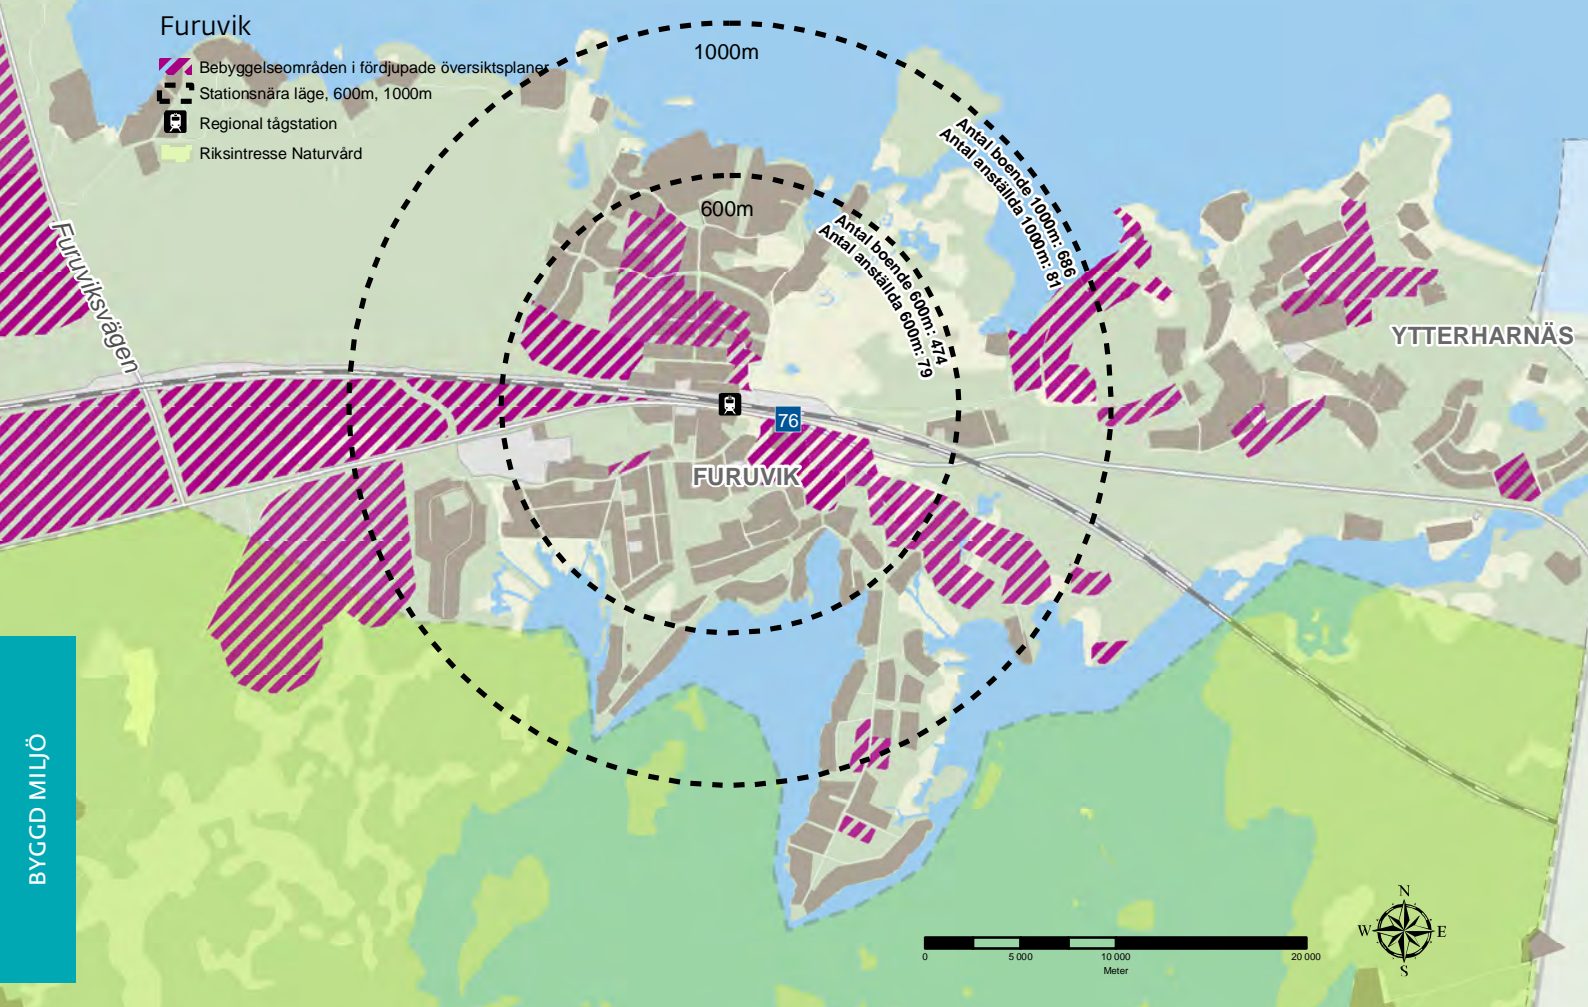 Furuvik
Bebyggelseområden i fördjupade översiktsplaner
Stationsnära läge, 600m, 1000m
Regional tågstation
Riksintresse Naturvård
1000m
Antal boende 1000m: 686
Antal anställda 1000m: 81
600m
Antal boende 600m: 474
Antal anställda 600m: 79
Furuviksvägen
YTTERHARNÄS
76
FURUVIK
BYGGD MILJÖ
N
W E
S
0 5 000 10 000 20 000
Meter